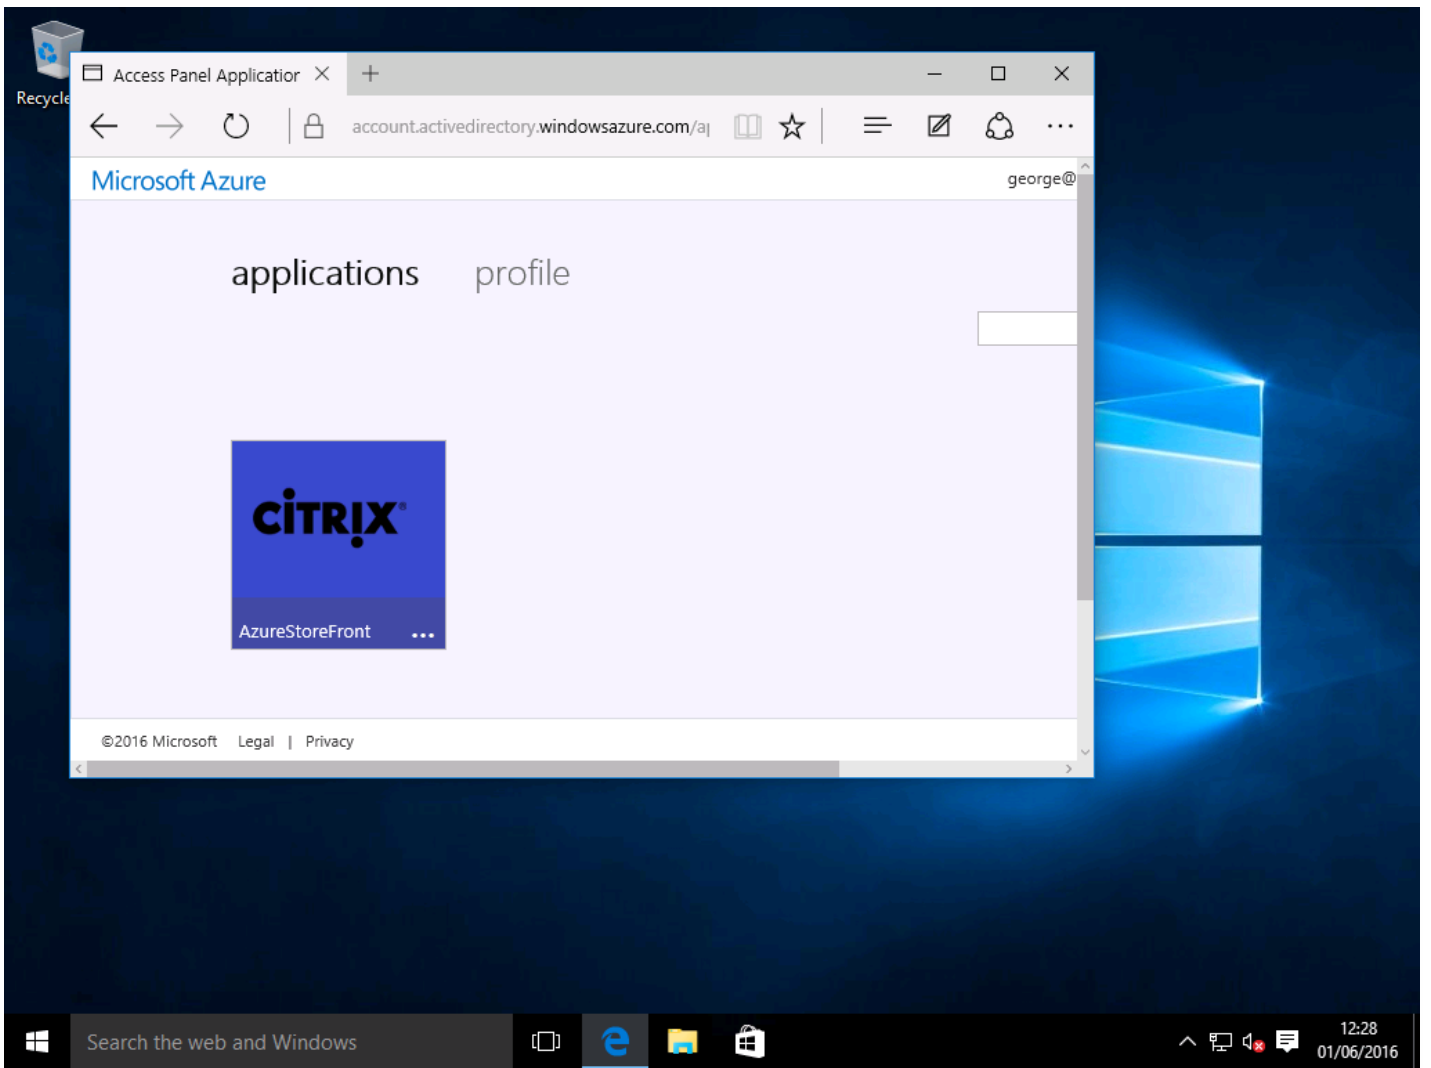 Recycle
Access Panel Application
account.activedirectory.windowsazure.com/a
Microsoft Azure
george@
applications profile
CITRIX®
AzureStoreFront ...
©2016 Microsoft Legal | Privacy
Search the web and Windows
12:28
01/06/2016